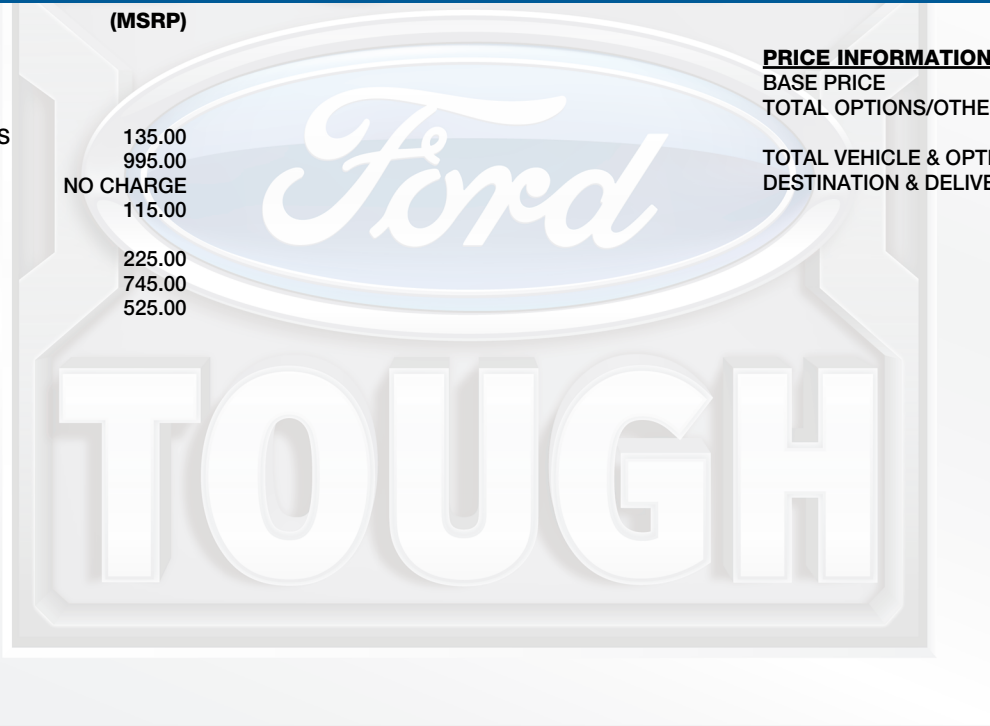 (MSRP)
S 135.00
995.00
NO CHARGE
115.00
225.00
745.00
525.00
PRICE INFORMATION
BASE PRICE
TOTAL OPTIONS/OTHE
TOTAL VEHICLE & OPTI
DESTINATION & DELIVE
Ford
TOUGH